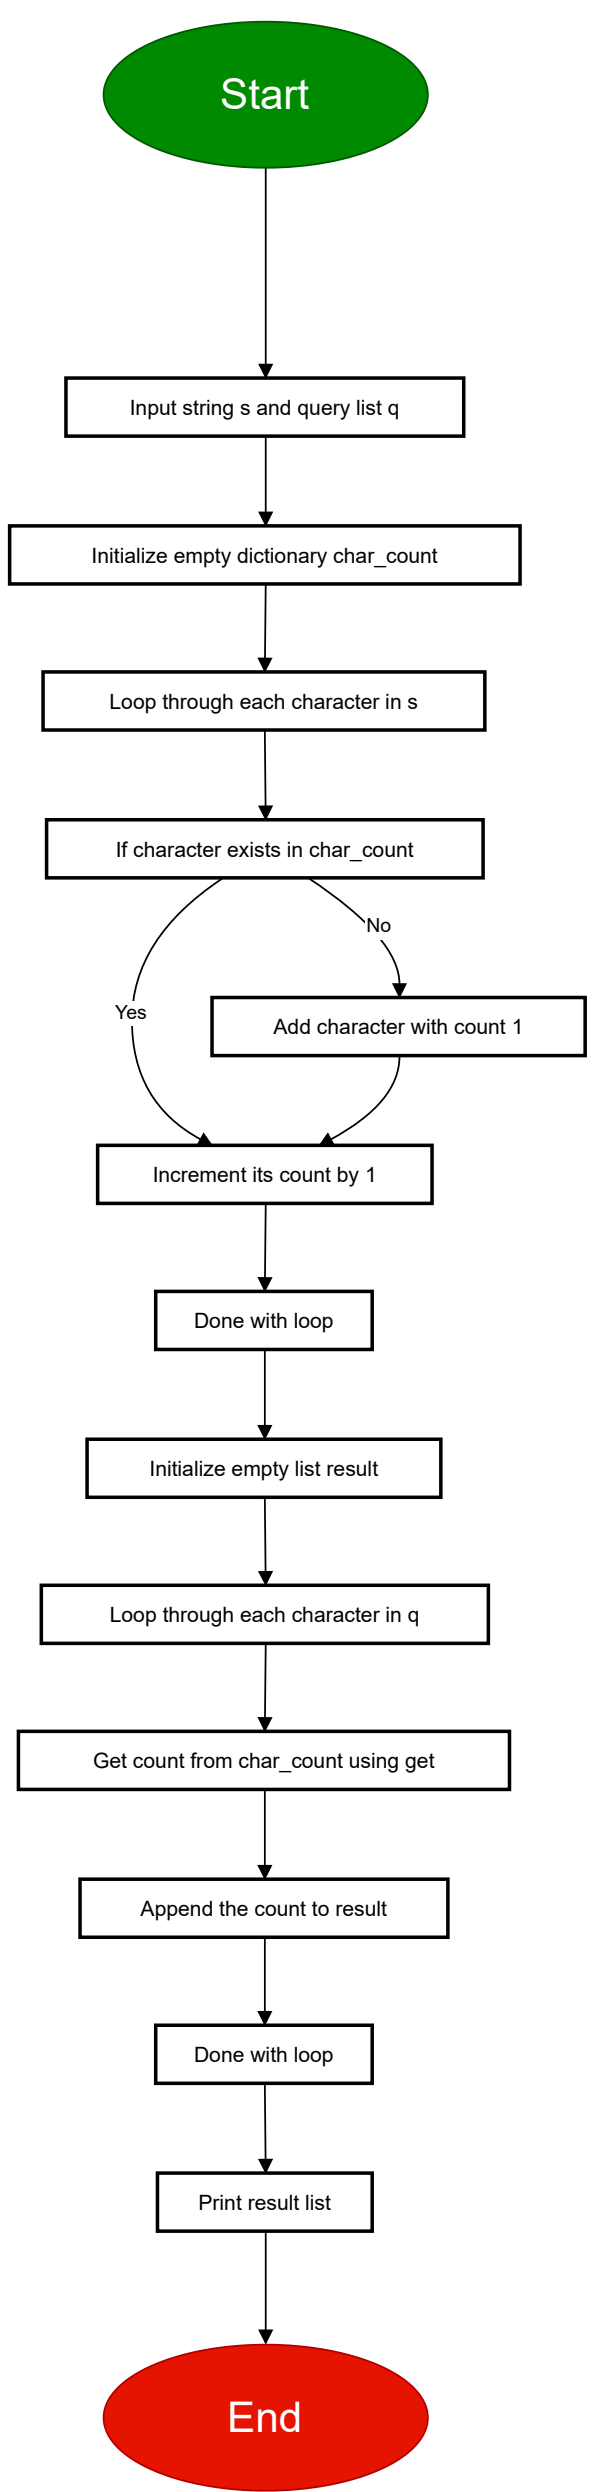 Start
Input string s and query list q
Initialize empty dictionary char_count
Loop through each character in s
If character exists in char_count
No
Yes
Add character with count 1
Increment its count by 1
Done with loop
Initialize empty list result
Loop through each character in q
Get count from char_count using get
Append the count to result
Done with loop
Print result list
End